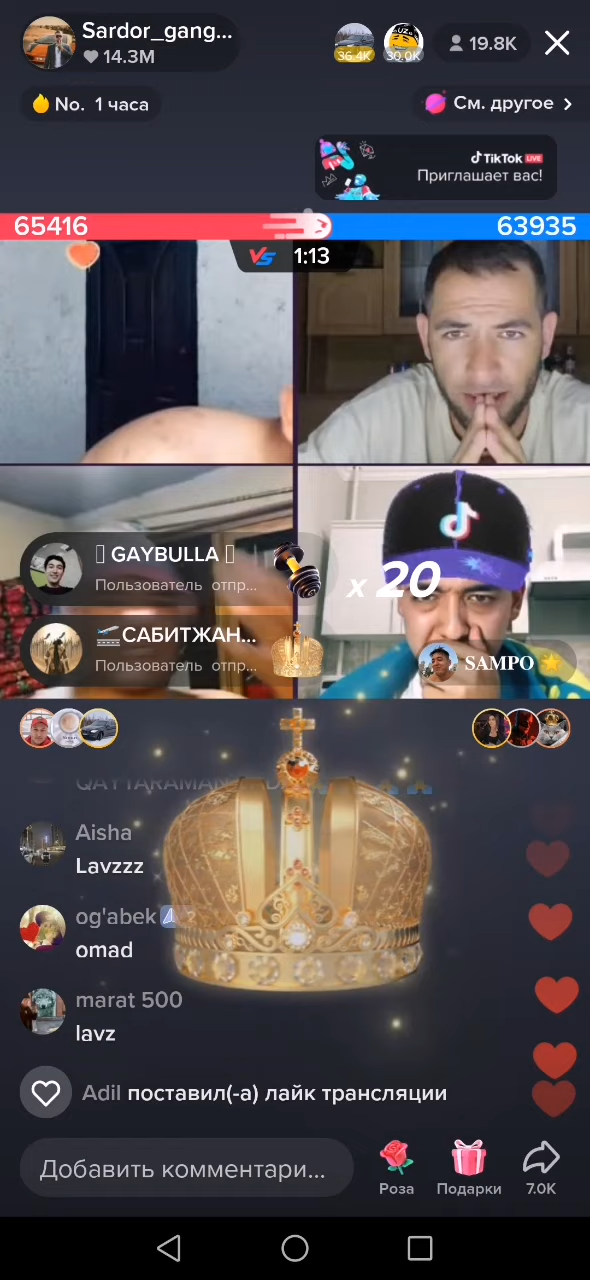 Sardor_gang...
14.3M
36.4K
30.0K
19.8K
No. 1 часа
См. другое
TikTok LIVE
Приглашает вас!
65416
63935
VS 1:13
GAYBULLA
Пользователь отпр...
x 20
САБИТЖАН...
Пользователь отпр...
SAMPO
Aisha
Lavzzz
og'abek
omad
marat 500
lavz
Adil поставил(-а) лайк трансляции
Добавить комментари...
Роза
Подарки
7.0K